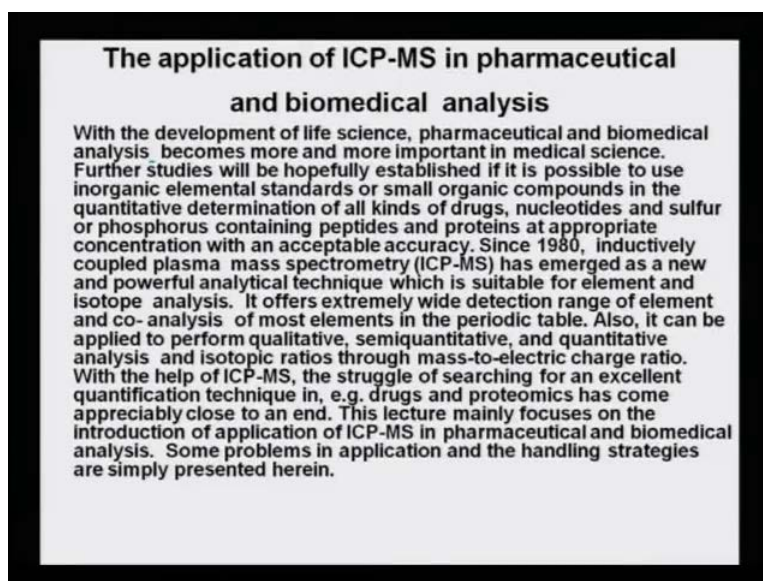 The application of ICP-MS in pharmaceutical
and biomedical analysis
With the development of life science, pharmaceutical and biomedical
analysis becomes more and more important in medical science.
Further studies will be hopefully established if it is possible to use
inorganic elemental standards or small organic compounds in the
quantitative determination of all kinds of drugs, nucleotides and sulfur
or phosphorus containing peptides and proteins at appropriate
concentration with an acceptable accuracy. Since 1980, inductively
coupled plasma mass spectrometry (ICP-MS) has emerged as a new
and powerful analytical technique which is suitable for element and
isotope analysis. It offers extremely wide detection range of element
and co- analysis of most elements in the periodic table. Also, it can be
applied to perform qualitative, semiquantitative, and quantitative
analysis and isotopic ratios through mass-to-electric charge ratio.
With the help of ICP-MS, the struggle of searching for an excellent
quantification technique in, e.g. drugs and proteomics has come
appreciably close to an end. This lecture mainly focuses on the
introduction of application of ICP-MS in pharmaceutical and biomedical
analysis. Some problems in application and the handling strategies
are simply presented herein.